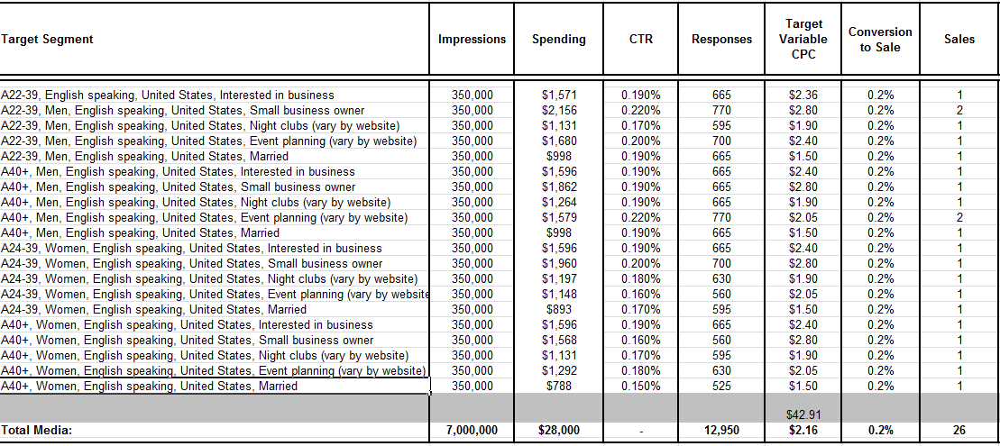 Target Segment Impressions Spending CTR Responses Target Variable CPC Conversion to Sale Sales
A22-39, English speaking, United States, Interested in business 350,000 $1,571 0.190% 665 $2.36 0.2% 1
A22-39, Men, English speaking, United States, Small business owner 350,000 $2,156 0.220% 770 $2.80 0.2% 2
A22-39, Men, English speaking, United States, Night clubs (vary by website) 350,000 $1,131 0.170% 595 $1.90 0.2% 1
A22-39, Men, English speaking, United States, Event planning (vary by website) 350,000 $1,680 0.200% 700 $2.40 0.2% 1
A22-39, Men, English speaking, United States, Married 350,000 $998 0.190% 665 $1.50 0.2% 1
A40+, Men, English speaking, United States, Interested in business 350,000 $1,596 0.190% 665 $2.40 0.2% 1
A40+, Men, English speaking, United States, Small business owner 350,000 $1,862 0.190% 665 $2.80 0.2% 1
A40+, Men, English speaking, United States, Night clubs (vary by website) 350,000 $1,264 0.190% 665 $1.90 0.2% 1
A40+, Men, English speaking, United States, Event planning (vary by website) 350,000 $1,579 0.220% 770 $2.05 0.2% 2
A40+, Men, English speaking, United States, Married 350,000 $998 0.190% 665 $1.50 0.2% 1
A24-39, Women, English speaking, United States, Interested in business 350,000 $1,596 0.190% 665 $2.40 0.2% 1
A24-39, Women, English speaking, United States, Small business owner 350,000 $1,960 0.200% 700 $2.80 0.2% 1
A24-39, Women, English speaking, United States, Night clubs (vary by website) 350,000 $1,197 0.180% 630 $1.90 0.2% 1
A24-39, Women, English speaking, United States, Event planning (vary by website 350,000 $1,148 0.160% 560 $2.05 0.2% 1
A24-39, Women, English speaking, United States, Married 350,000 $893 0.170% 595 $1.50 0.2% 1
A40+, Women, English speaking, United States, Interested in business 350,000 $1,596 0.190% 665 $2.40 0.2% 1
A40+, Women, English speaking, United States, Small business owner 350,000 $1,568 0.160% 560 $2.80 0.2% 1
A40+, Women, English speaking, United States, Night clubs (vary by website) 350,000 $1,131 0.170% 595 $1.90 0.2% 1
A40+, Women, English speaking, United States, Event planning (vary by website) 350,000 $1,292 0.180% 630 $2.05 0.2% 1
A40+, Women, English speaking, United States, Married 350,000 $788 0.150% 525 $1.50 0.2% 1
$42.91
Total Media: 7,000,000 $28,000 - 12,950 $2.16 0.2% 26